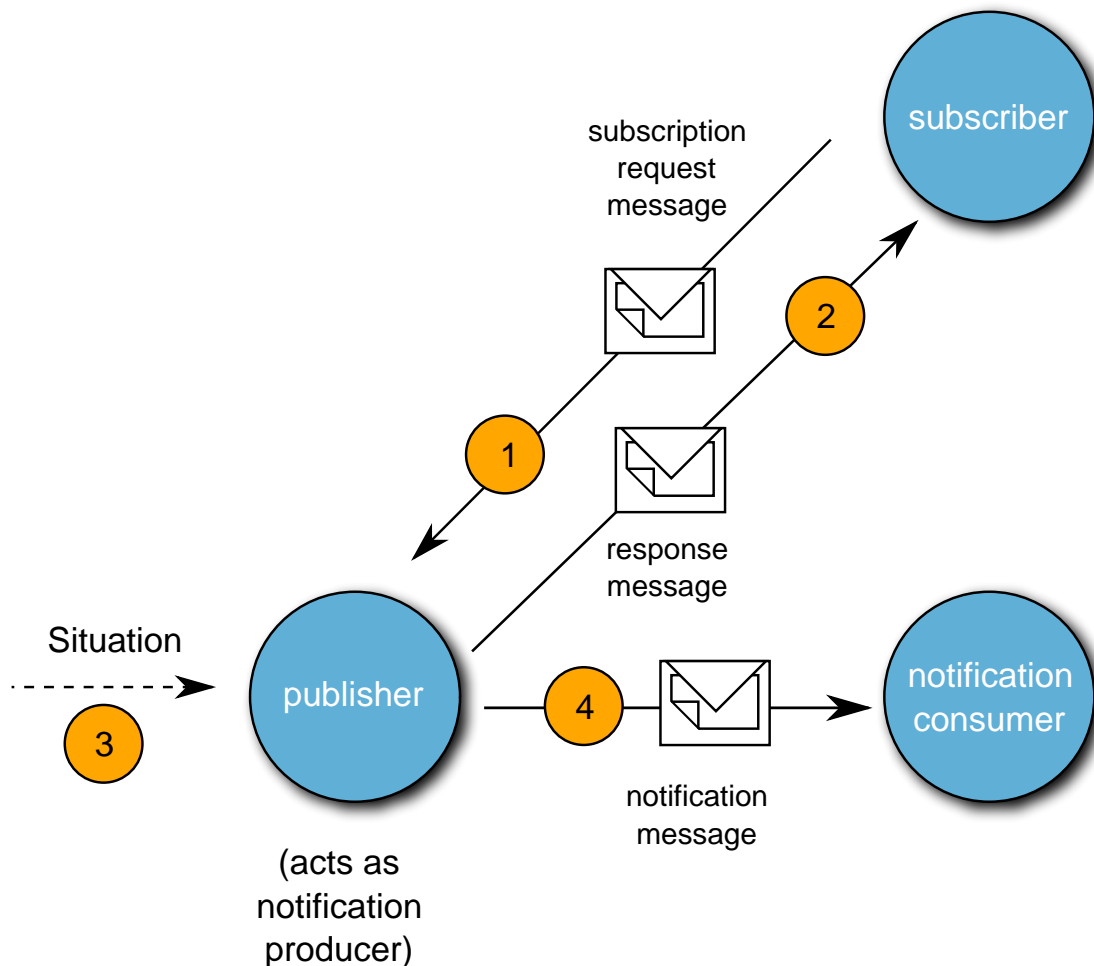 subscriber
subscription
request
message
2
1
response
message
Situation
publisher
3
4
notification
consumer
notification
message
(acts as
notification
producer)